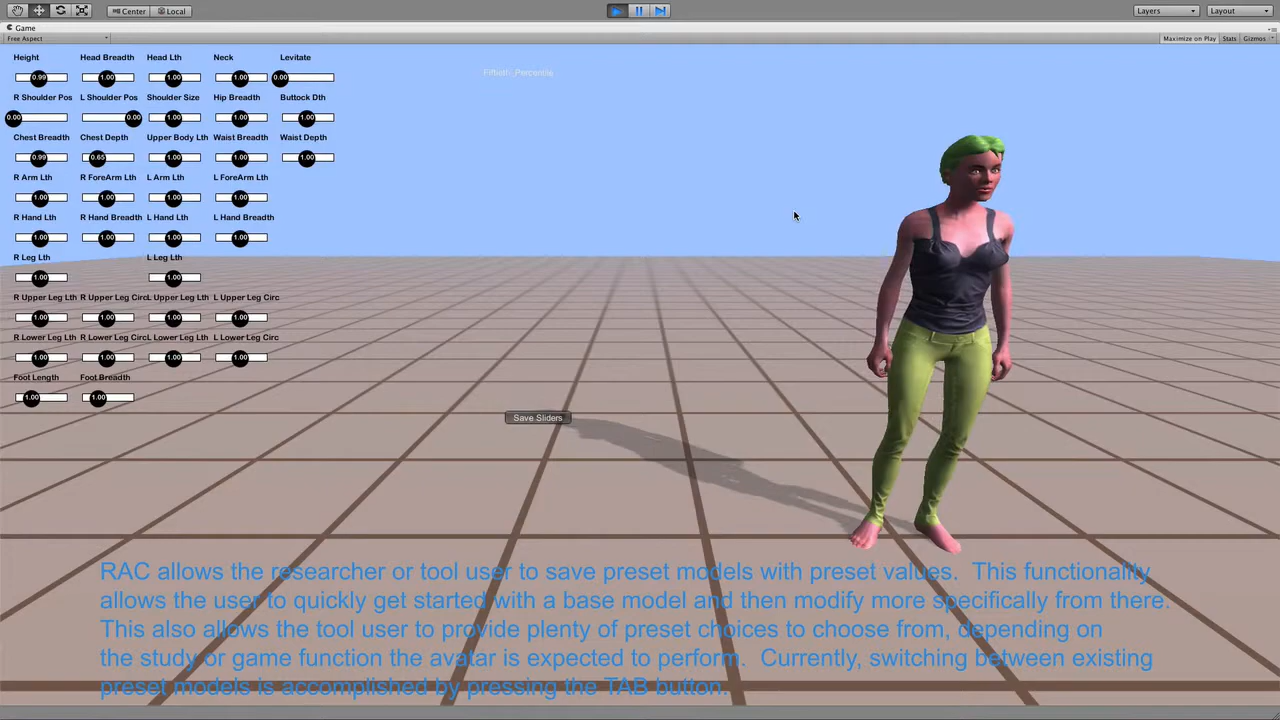 Center Local Layers Layout
Game
Free Aspect Maximize on Play Stats Gizmos
Height Head Breadth Head Lth Neck Levitate
0.99 1.00 1.00 1.00 0.00
Fiftieth_Percentile
R Shoulder Pos L Shoulder Pos Shoulder Size Hip Breadth Buttock Dth
0.00 0.00 1.00 1.00 1.00
Chest Breadth Chest Depth Upper Body Lth Waist Breadth Waist Depth
0.99 0.65 1.00 1.00 1.00
R Arm Lth R ForeArm Lth L Arm Lth L ForeArm Lth
1.00 1.00 1.00 1.00
R Hand Lth R Hand Breadth L Hand Lth L Hand Breadth
1.00 1.00 1.00 1.00
R Leg Lth L Leg Lth
1.00 1.00
R Upper Leg Lth R Upper Leg Circ L Upper Leg Lth L Upper Leg Circ
1.00 1.00 1.00 1.00
R Lower Leg Lth R Lower Leg Circ L Lower Leg Lth L Lower Leg Circ
1.00 1.00 1.00 1.00
Foot Length Foot Breadth
1.00 1.00
Save Sliders
RAC allows the researcher or tool user to save preset models with preset values. This functionality
allows the user to quickly get started with a base model and then modify more specifically from there.
This also allows the tool user to provide plenty of preset choices to choose from, depending on
the study or game function the avatar is expected to perform. Currently, switching between existing
preset models is accomplished by pressing the TAB button.